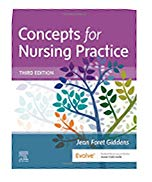 Concepts for
Nursing Practice
THIRD EDITION
Jean Foret Giddens
Evolve